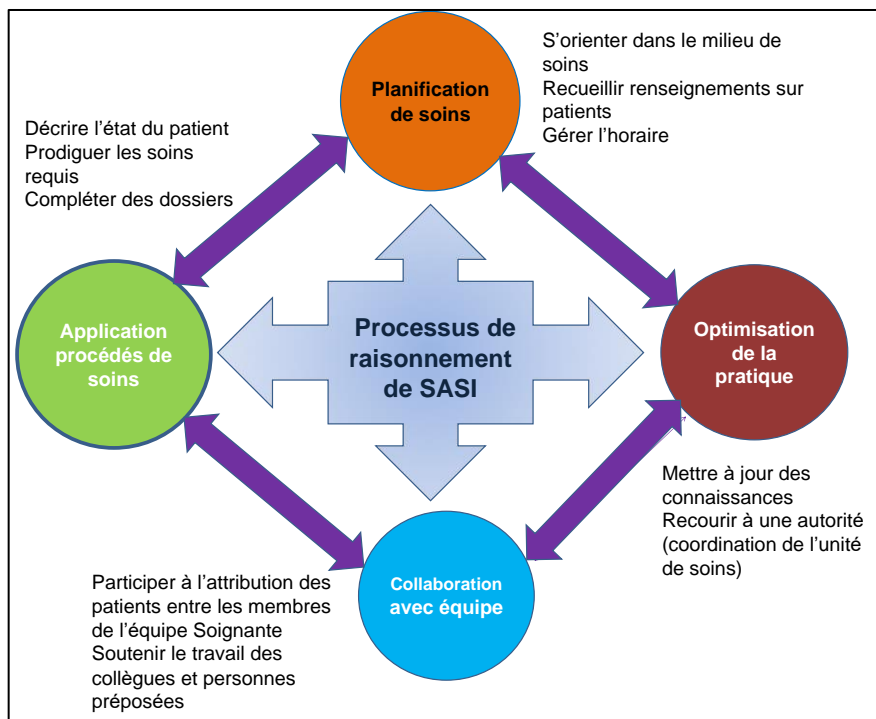 Planification
de soins
S’orienter dans le milieu de
soins
Recueillir renseignements sur
patients
Gérer l’horaire
Décrire l’état du patient
Prodiguer les soins
requis
Compléter des dossiers
Application
procédés de
soins
Processus de
raisonnement
de SASI
Optimisation
de la
pratique
Mettre à jour des
connaissances
Recourir à une autorité
(coordination de l’unité
de soins)
Collaboration
avec équipe
Participer à l’attribution des
patients entre les membres
de l’équipe Soignante
Soutenir le travail des
collègues et personnes
préposées